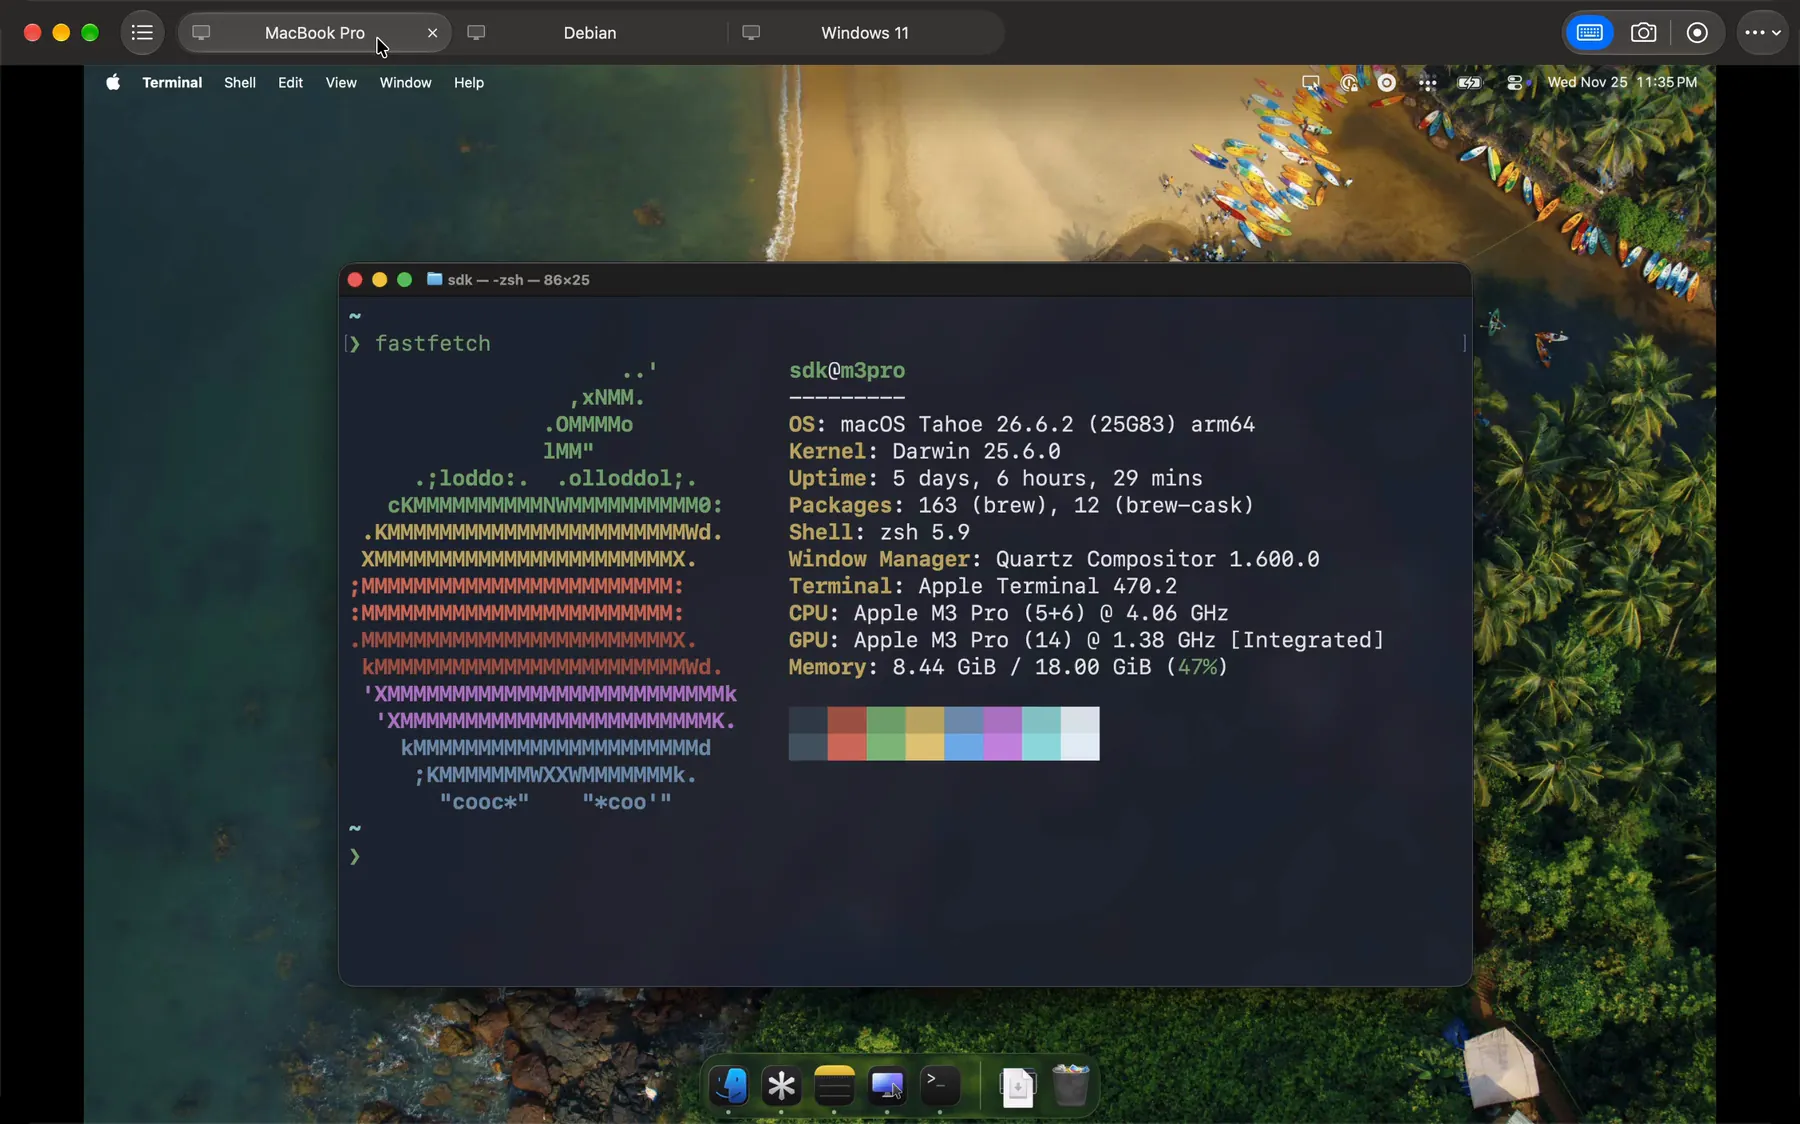 MacBook Pro
Debian
Windows 11
Terminal Shell Edit View Window Help
Wed Nov 25 11:35 PM
sdk — -zsh — 86×25
~
[❯ fastfetch ]
..'
,xNMM.
.OMMMMo
lMM"
.;loddo:. .olloddol;.
cKMMMMMMMMMMNWMMMMMMMMMM0:
.KMMMMMMMMMMMMMMMMMMMMMMMWd.
XMMMMMMMMMMMMMMMMMMMMMMMX.
;MMMMMMMMMMMMMMMMMMMMMMMM:
:MMMMMMMMMMMMMMMMMMMMMMMM:
.MMMMMMMMMMMMMMMMMMMMMMMMX.
kMMMMMMMMMMMMMMMMMMMMMMMMWd.
'XMMMMMMMMMMMMMMMMMMMMMMMMMMk
'XMMMMMMMMMMMMMMMMMMMMMMMMK.
kMMMMMMMMMMMMMMMMMMMMMMd
;KMMMMMMMWXXWMMMMMMMk.
"cooc*" "*coo'"
sdk@m3pro
---------
OS: macOS Tahoe 26.6.2 (25G83) arm64
Kernel: Darwin 25.6.0
Uptime: 5 days, 6 hours, 29 mins
Packages: 163 (brew), 12 (brew-cask)
Shell: zsh 5.9
Window Manager: Quartz Compositor 1.600.0
Terminal: Apple Terminal 470.2
CPU: Apple M3 Pro (5+6) @ 4.06 GHz
GPU: Apple M3 Pro (14) @ 1.38 GHz [Integrated]
Memory: 8.44 GiB / 18.00 GiB (47%)
~
❯